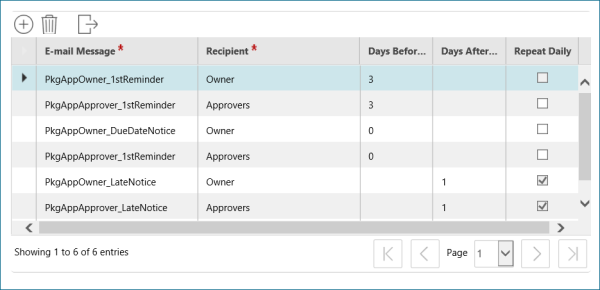 E-mail Message * Recipient * Days Befor... Days After... Repeat Daily
PkgAppOwner_1stReminder Owner 3
PkgAppApprover_1stReminder Approvers 3
PkgAppOwner_DueDateNotice Owner 0
PkgAppApprover_1stReminder Approvers 0
PkgAppOwner_LateNotice Owner 1
PkgAppApprover_LateNotice Approvers 1
Showing 1 to 6 of 6 entries Page 1